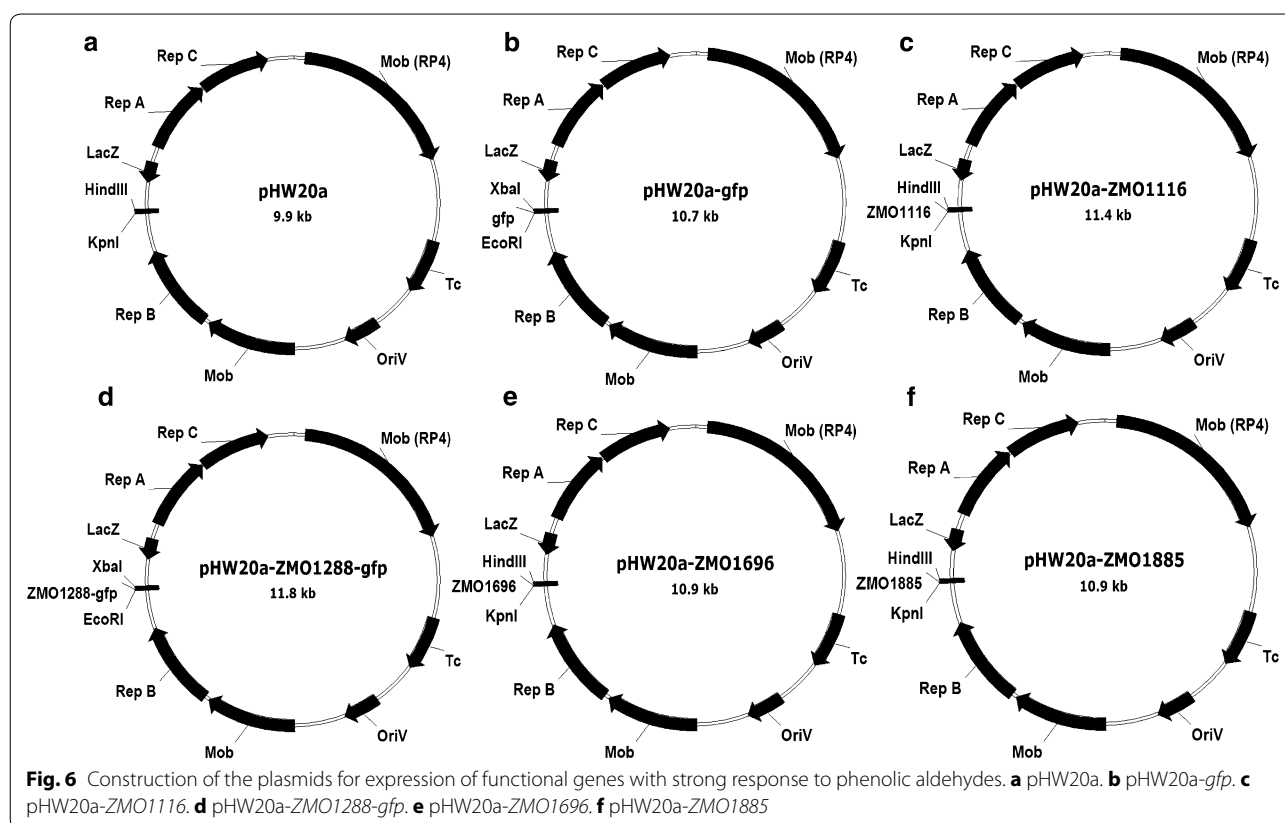 a
Rep C
Mob (RP4)
Rep A
LacZ
HindIII
KpnI
pHW20a
9.9 kb
Tc
Rep B
OriV
Mob
b
Rep C
Mob (RP4)
Rep A
LacZ
XbaI
gfp
EcoRI
pHW20a-gfp
10.7 kb
Tc
Rep B
OriV
Mob
c
Rep C
Mob (RP4)
Rep A
LacZ
HindIII
ZMO1116
KpnI
pHW20a-ZMO1116
11.4 kb
Tc
Rep B
OriV
Mob
d
Rep C
Mob (RP4)
Rep A
LacZ
XbaI
ZMO1288-gfp
EcoRI
pHW20a-ZMO1288-gfp
11.8 kb
Tc
Rep B
OriV
Mob
e
Rep C
Mob (RP4)
Rep A
LacZ
HindIII
ZMO1696
KpnI
pHW20a-ZMO1696
10.9 kb
Tc
Rep B
OriV
Mob
f
Rep C
Mob (RP4)
Rep A
LacZ
HindIII
ZMO1885
KpnI
pHW20a-ZMO1885
10.9 kb
Tc
Rep B
OriV
Mob
Fig. 6 Construction of the plasmids for expression of functional genes with strong response to phenolic aldehydes. a pHW20a. b pHW20a-gfp. c
pHW20a-ZMO1116. d pHW20a-ZMO1288-gfp. e pHW20a-ZMO1696. f pHW20a-ZMO1885